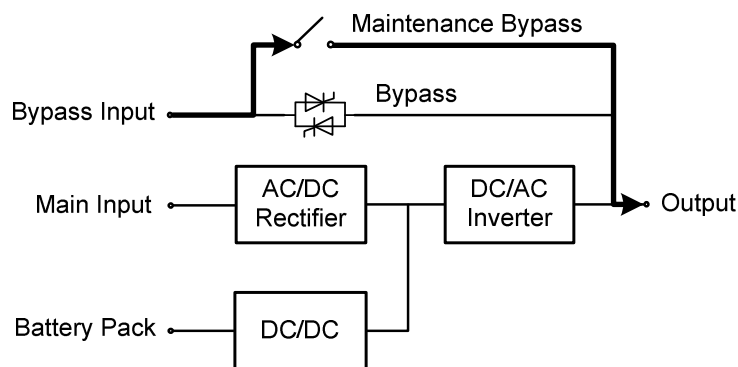 Maintenance Bypass
Bypass
Bypass Input
AC/DC
Rectifier
DC/AC
Inverter
Main Input
Output
Battery Pack
DC/DC